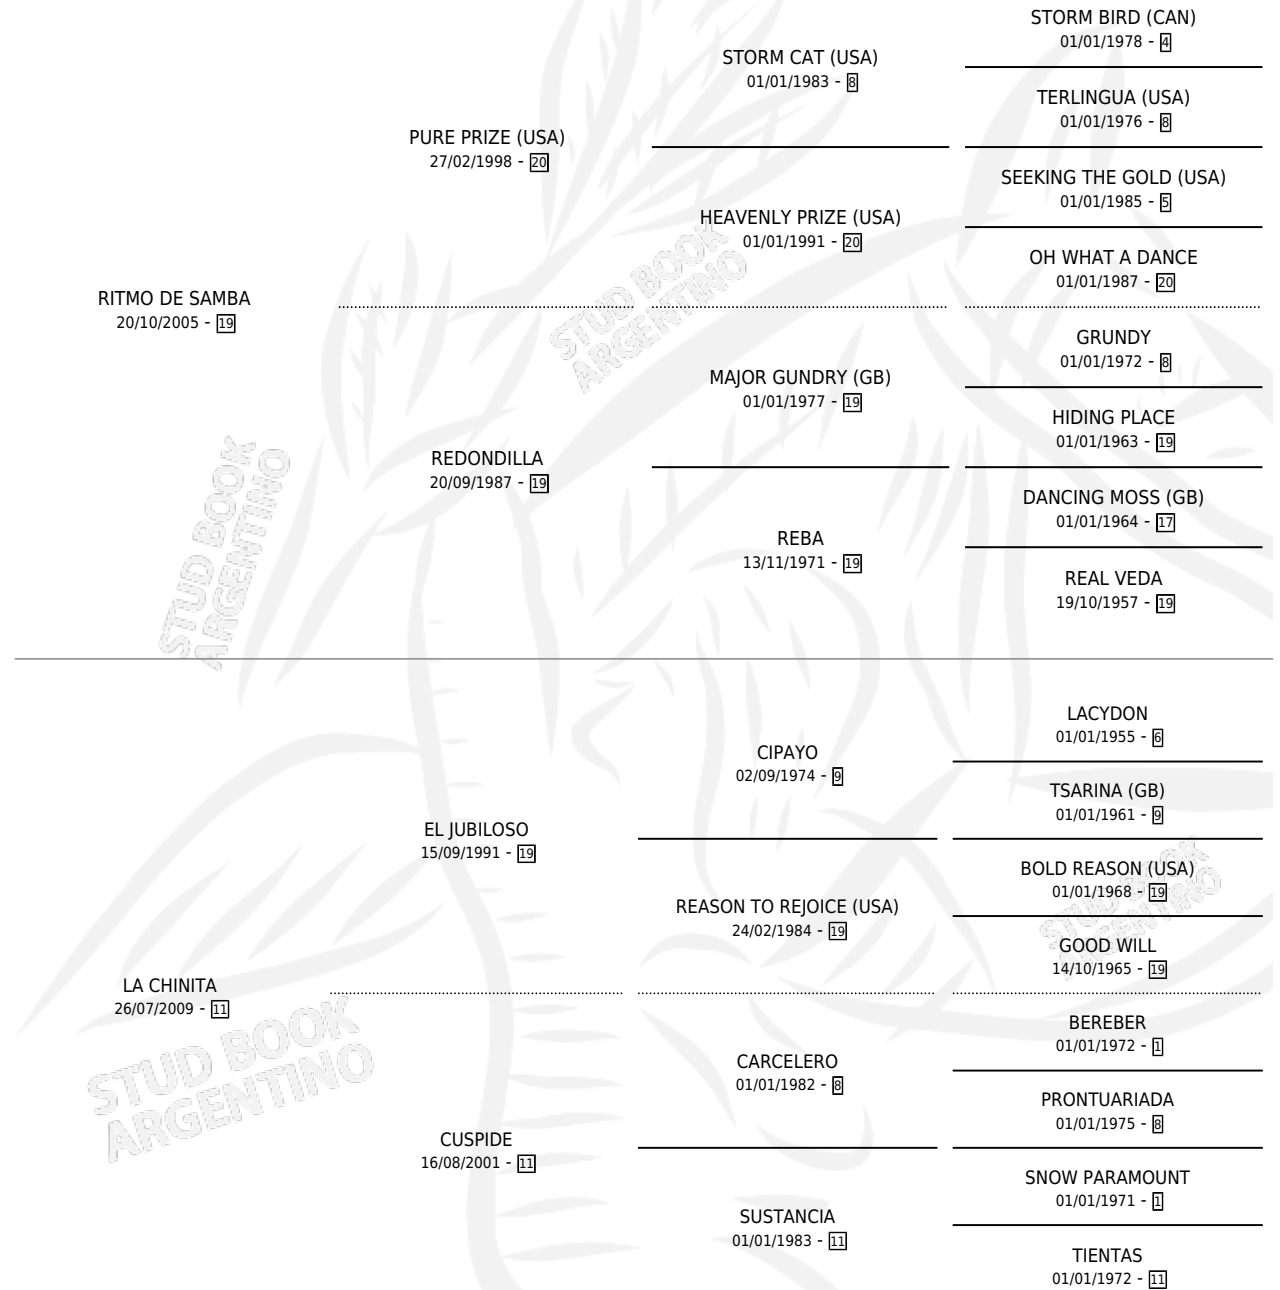 STORM BIRD (CAN)
01/01/1978 - 4
STORM CAT (USA)
01/01/1983 - 8
TERLINGUA (USA)
01/01/1976 - 8
PURE PRIZE (USA)
27/02/1998 - 20
SEEKING THE GOLD (USA)
01/01/1985 - 5
HEAVENLY PRIZE (USA)
01/01/1991 - 20
OH WHAT A DANCE
01/01/1987 - 20
RITMO DE SAMBA
20/10/2005 - 19
GRUNDY
01/01/1972 - 8
MAJOR GUNDRY (GB)
01/01/1977 - 19
HIDING PLACE
01/01/1963 - 19
REDONDILLA
20/09/1987 - 19
DANCING MOSS (GB)
01/01/1964 - 17
REBA
13/11/1971 - 19
REAL VEDA
19/10/1957 - 19
STUD BOOK
ARGENTINO
STUD BOOK
ARGENTINO
LACYDON
01/01/1955 - 6
CIPAYO
02/09/1974 - 9
TSARINA (GB)
01/01/1961 - 9
EL JUBILOSO
15/09/1991 - 19
BOLD REASON (USA)
01/01/1968 - 19
REASON TO REJOICE (USA)
24/02/1984 - 19
GOOD WILL
14/10/1965 - 19
LA CHINITA
26/07/2009 - 11
BEREBER
01/01/1972 - 1
CARCELERO
01/01/1982 - 8
PRONTUARIADA
01/01/1975 - 8
CUSPIDE
16/08/2001 - 11
SNOW PARAMOUNT
01/01/1971 - 1
SUSTANCIA
01/01/1983 - 11
TIENTAS
01/01/1972 - 11
STUD BOOK
ARGENTINO
STUD BOOK
ARGENTINO